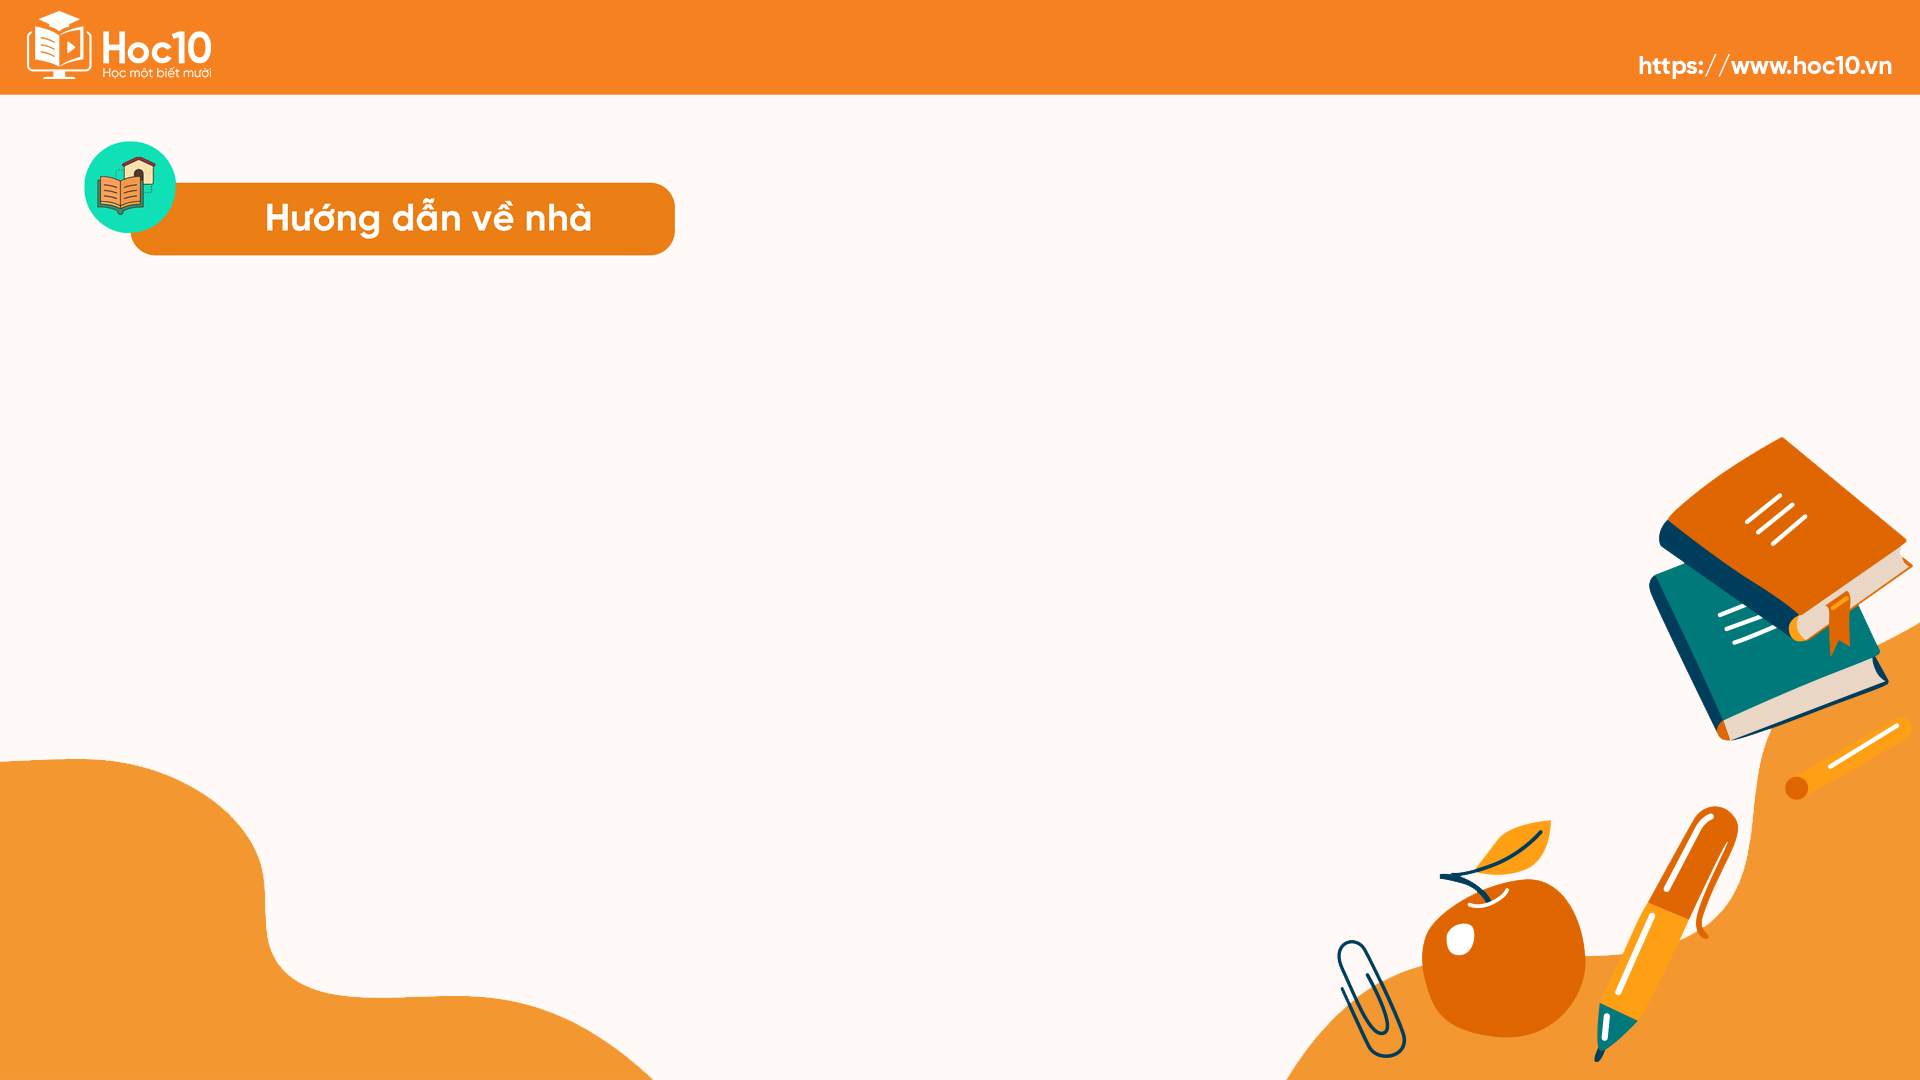 Hoc10
Học một biết mười
https://www.hoc10.vn
Hướng dẫn về nhà